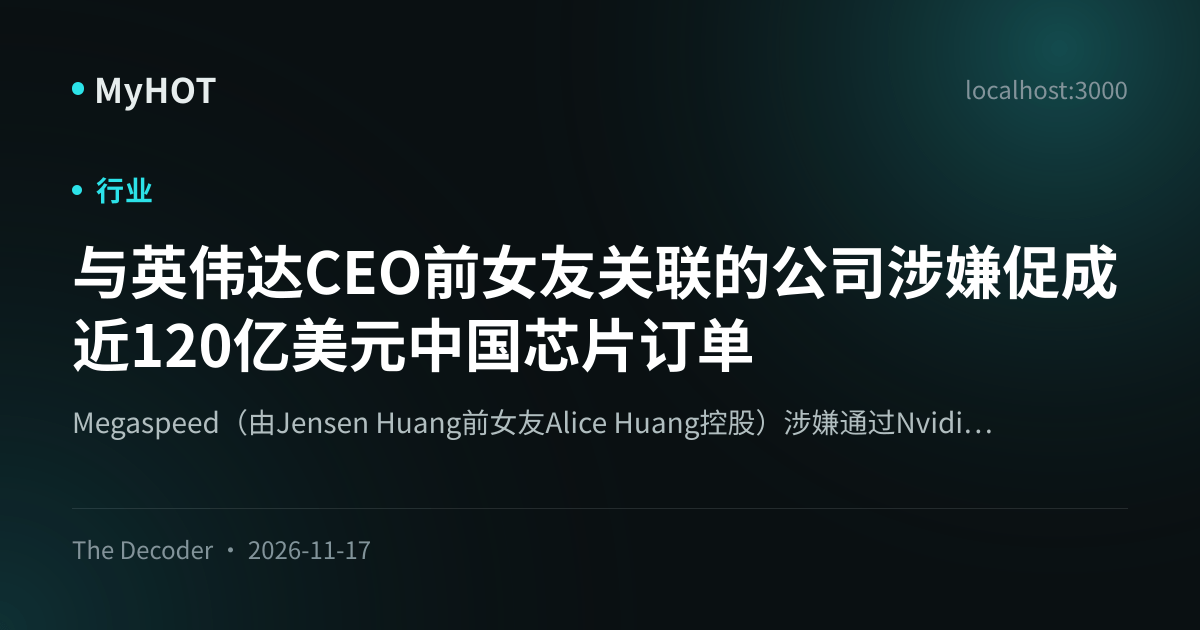 MyHOT
localhost:3000
行业
与英伟达CEO前女友关联的公司涉嫌促成
近120亿美元中国芯片订单
Megaspeed（由Jensen Huang前女友Alice Huang控股）涉嫌通过Nvidi…
The Decoder · 2026-11-17